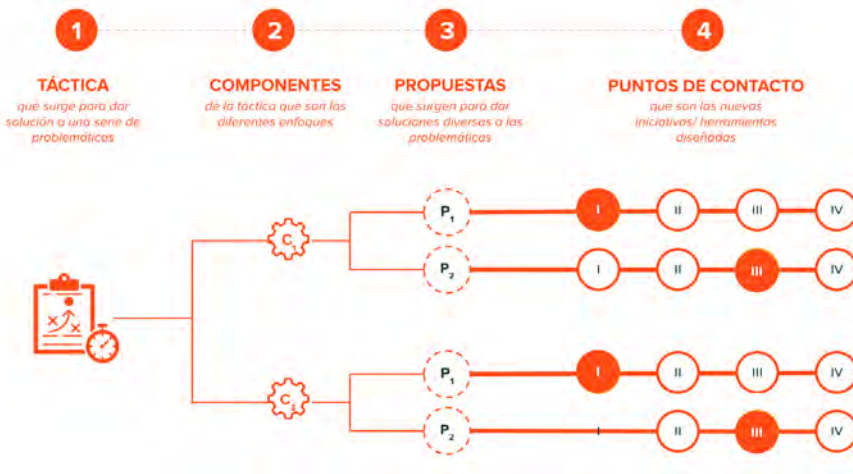 1
2
3
4
TÁCTICA
que surge para dar
solución a una serie de
problemáticas
COMPONENTES
de la táctica que son los
diferentes enfoques
PROPUESTAS
que surgen para dar
soluciones diversas a las
problemáticas
PUNTOS DE CONTACTO
que son las nuevas
iniciativas/ herramientas
diseñadas
P1 I II III IV
C1
P2 I II III IV
P1 I II III IV
P2 I II III IV